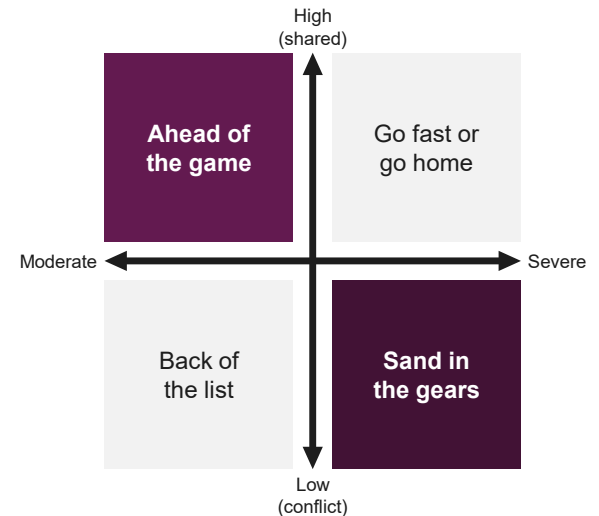 High
(shared)
Ahead of
the game
Go fast or
go home
Moderate
Severe
Back of
the list
Sand in
the gears
Low
(conflict)